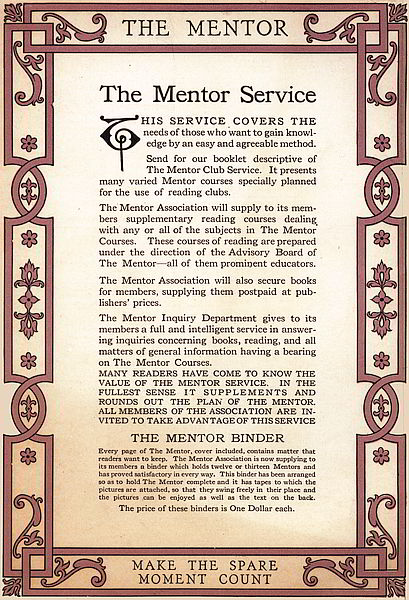 THE MENTOR
The Mentor Service
THIS SERVICE COVERS THE
needs of those who want to gain knowl-
edge by an easy and agreeable method.
Send for our booklet descriptive of
The Mentor Club Service. It presents
many varied Mentor courses specially planned
for the use of reading clubs.
The Mentor Association will supply to its mem-
bers supplementary reading courses dealing
with any or all of the subjects in The Mentor
Courses. These courses of reading are prepared
under the direction of the Advisory Board of
The Mentor—all of them prominent educators.
The Mentor Association will also secure books
for members, supplying them postpaid at pub-
lishers' prices.
The Mentor Inquiry Department gives to its
members a full and intelligent service in answer-
ing inquiries concerning books, reading, and all
matters of general information having a bearing
on The Mentor Courses.
MANY READERS HAVE COME TO KNOW THE
VALUE OF THE MENTOR SERVICE. IN THE
FULLEST SENSE IT SUPPLEMENTS AND
ROUNDS OUT THE PLAN OF THE MENTOR.
ALL MEMBERS OF THE ASSOCIATION ARE IN-
VITED TO TAKE ADVANTAGE OF THIS SERVICE
THE MENTOR BINDER
Every page of The Mentor, cover included, contains matter that
readers want to keep. The Mentor Association is now supplying to
its members a binder which holds twelve or thirteen Mentors and
has proved satisfactory in every way. This binder has been arranged
so as to hold The Mentor complete and it has tapes to which the
pictures are attached, so that they swing freely in their place and
the pictures can be enjoyed as well as the text on the back.
The price of these binders is One Dollar each.
MAKE THE SPARE
MOMENT COUNT